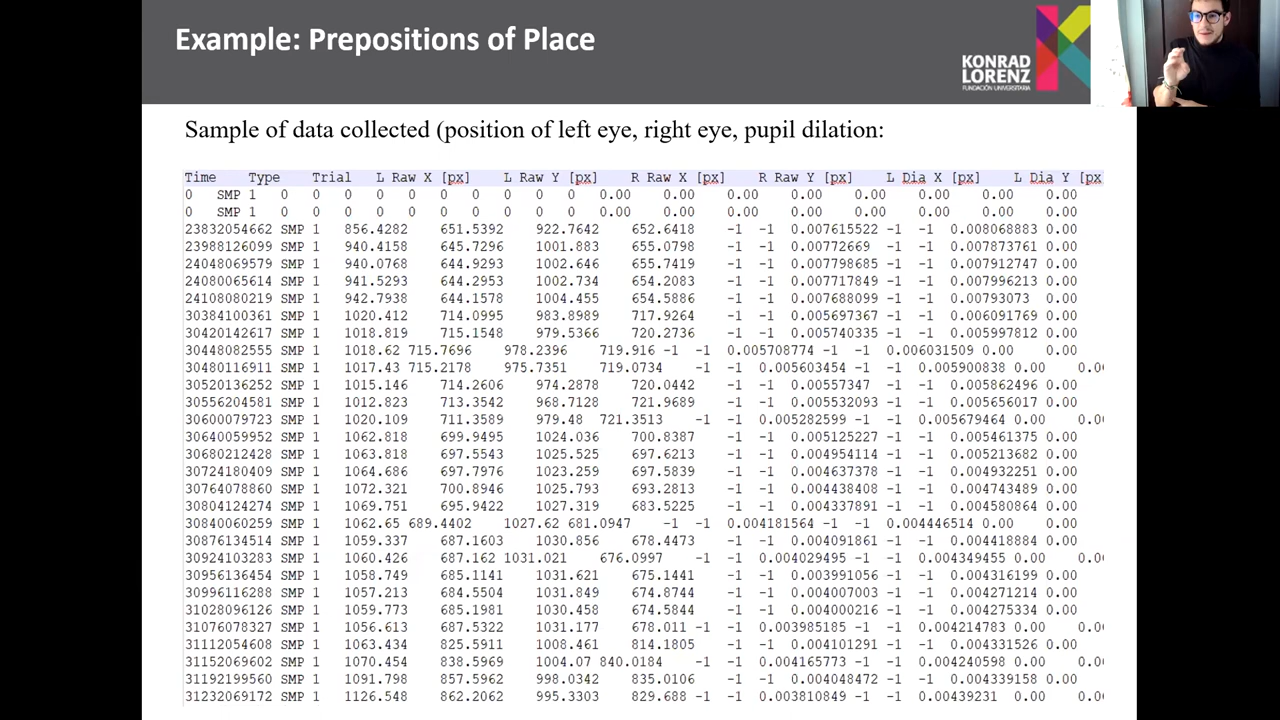 Example: Prepositions of Place
KONRAD
LORENZ
FUNDACIÓN UNIVERSITARIA
Sample of data collected (position of left eye, right eye, pupil dilation:
Time Type Trial L Raw X [px] L Raw Y [px] R Raw X [px] R Raw Y [px] L Dia X [px] L Dia Y [px
0 SMP 1 0 0 0 0 0 0 0 0 0 0 0.00 0.00 0.00 0.00 0.00 0.00 0.00 0.00
0 SMP 1 0 0 0 0 0 0 0 0 0 0 0.00 0.00 0.00 0.00 0.00 0.00 0.00 0.00
23832054662 SMP 1 856.4282 651.5392 922.7642 652.6418 -1 -1 0.007615522 -1 -1 0.008068883 0.00
23988126099 SMP 1 940.4158 645.7296 1001.883 655.0798 -1 -1 0.00772669 -1 -1 0.007873761 0.00
24048069579 SMP 1 940.0768 644.9293 1002.646 655.7419 -1 -1 0.007798685 -1 -1 0.007912747 0.00
24080065614 SMP 1 941.5293 644.2953 1002.734 654.2083 -1 -1 0.007717849 -1 -1 0.007996213 0.00
24108080219 SMP 1 942.7938 644.1578 1004.455 654.5886 -1 -1 0.007688099 -1 -1 0.00793073 0.00
30384100361 SMP 1 1020.412 714.0995 983.8989 717.9264 -1 -1 0.005697367 -1 -1 0.006091769 0.00
30420142617 SMP 1 1018.819 715.1548 979.5366 720.2736 -1 -1 0.005740335 -1 -1 0.005997812 0.00
30448082555 SMP 1 1018.62 715.7696 978.2396 719.916 -1 -1 0.005708774 -1 -1 0.006031509 0.00 0.00
30480116911 SMP 1 1017.43 715.2178 975.7351 719.0734 -1 -1 0.005603454 -1 -1 0.005900838 0.00 0.00
30520136252 SMP 1 1015.146 714.2606 974.2878 720.0442 -1 -1 0.00557347 -1 -1 0.005862496 0.00
30556204581 SMP 1 1012.823 713.3542 968.7128 721.9689 -1 -1 0.005532093 -1 -1 0.005656017 0.00
30600079723 SMP 1 1020.109 711.3589 979.48 721.3513 -1 -1 0.005282599 -1 -1 0.005679464 0.00 0.00
30640059952 SMP 1 1062.818 699.9495 1024.036 700.8387 -1 -1 0.005125227 -1 -1 0.005461375 0.00
30680212428 SMP 1 1063.818 697.5543 1025.525 697.6213 -1 -1 0.004954114 -1 -1 0.005213682 0.00
30724180409 SMP 1 1064.686 697.7976 1023.259 697.5839 -1 -1 0.004637378 -1 -1 0.004932251 0.00
30764078860 SMP 1 1072.321 700.8946 1025.793 693.2813 -1 -1 0.004438408 -1 -1 0.004743489 0.00
30804124274 SMP 1 1069.751 695.9422 1027.319 683.5225 -1 -1 0.004337891 -1 -1 0.004580864 0.00
30840060259 SMP 1 1062.65 689.4402 1027.62 681.0947 -1 -1 0.004181564 -1 -1 0.004446514 0.00 0.00
30876134514 SMP 1 1059.337 687.1603 1030.856 678.4473 -1 -1 0.004091861 -1 -1 0.004418884 0.00
30924103283 SMP 1 1060.426 687.162 1031.021 676.0997 -1 -1 0.004029495 -1 -1 0.004349455 0.00 0.00
30956136454 SMP 1 1058.749 685.1141 1031.621 675.1441 -1 -1 0.003991056 -1 -1 0.004316199 0.00
30996116288 SMP 1 1057.213 684.5504 1031.849 674.8744 -1 -1 0.004007003 -1 -1 0.004271214 0.00
31028096126 SMP 1 1059.773 685.1981 1030.458 674.5844 -1 -1 0.004000216 -1 -1 0.004275334 0.00
31076078327 SMP 1 1056.613 687.5322 1031.177 678.011 -1 -1 0.003985185 -1 -1 0.004214783 0.00 0.00
31112054608 SMP 1 1063.434 825.5911 1008.461 814.1805 -1 -1 0.004101291 -1 -1 0.004331526 0.00
31152069602 SMP 1 1070.454 838.5969 1004.07 840.0184 -1 -1 0.004165773 -1 -1 0.004240598 0.00 0.00
31192199560 SMP 1 1091.798 857.5962 998.0342 835.0106 -1 -1 0.004048472 -1 -1 0.004339158 0.00
31232069172 SMP 1 1126.548 862.2062 995.3303 829.688 -1 -1 0.003810849 -1 -1 0.00439231 0.00 0.00